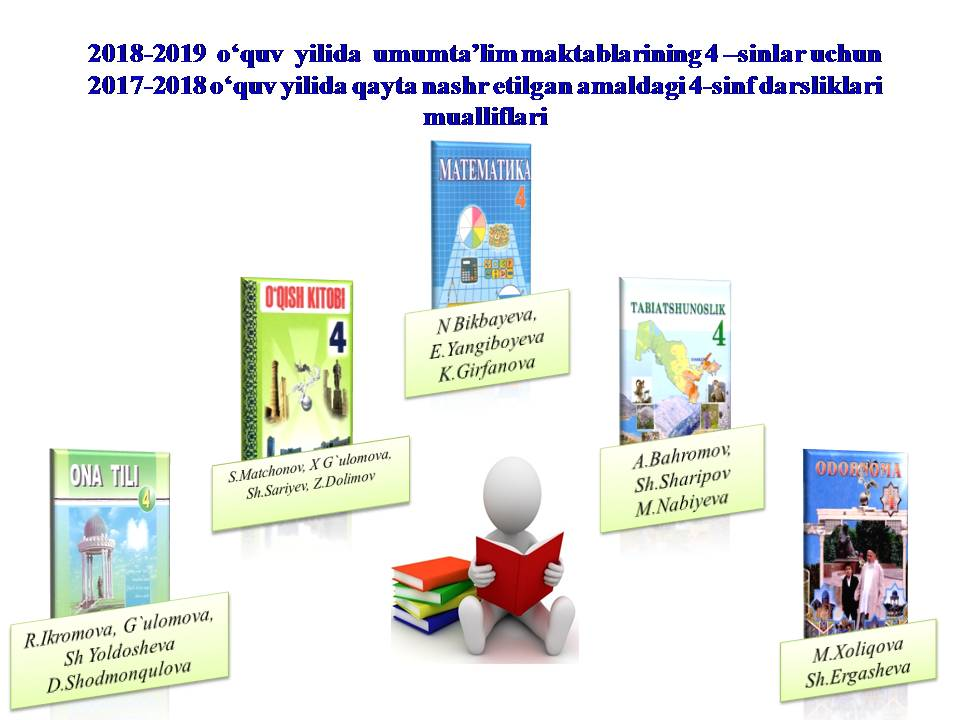 2018-2019 o‘quv yilida umumta’lim maktablarining 4 –sinlar uchun
2017-2018 o‘quv yilida qayta nashr etilgan amaldagi 4-sinf darsliklari
mualliflari
МАТЕМАТИКА
4
N Bikbayeva,
E.Yangiboyeva
K.Girfanova
O‘QISH KITOBI
4
S.Matchonov, X G`ulomova,
Sh.Sariyev, Z.Dolimov
TABIATSHUNOSLIK
4
A.Bahromov,
Sh.Sharipov
M.Nabiyeva
ONA TILI
4
R.Ikromova, G`ulomova,
Sh Yoldosheva
D.Shodmonqulova
ODOBNOMA
M.Xoliqova
Sh.Ergasheva